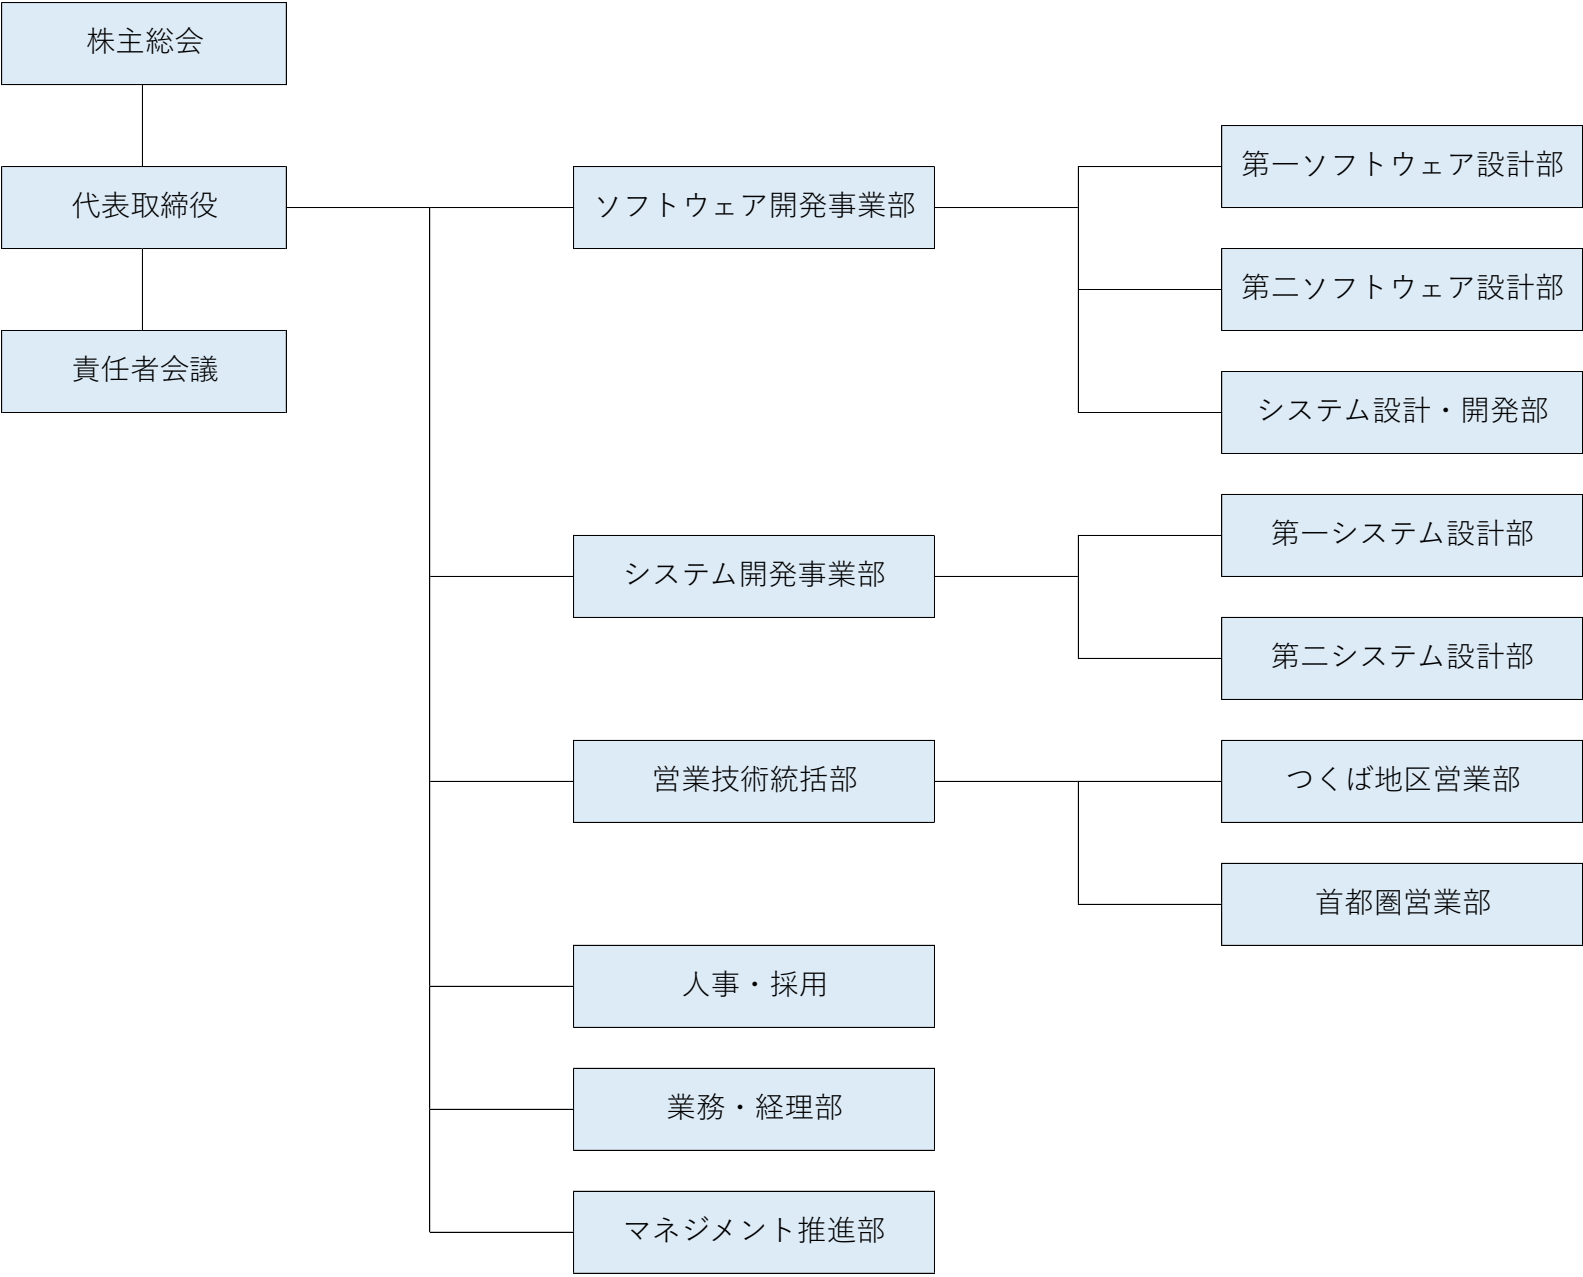 株主総会
代表取締役
責任者会議
ソフトウェア開発事業部
第一ソフトウェア設計部
第二ソフトウェア設計部
システム設計・開発部
システム開発事業部
第一システム設計部
第二システム設計部
営業技術統括部
つくば地区営業部
首都圏営業部
人事・採用
業務・経理部
マネジメント推進部